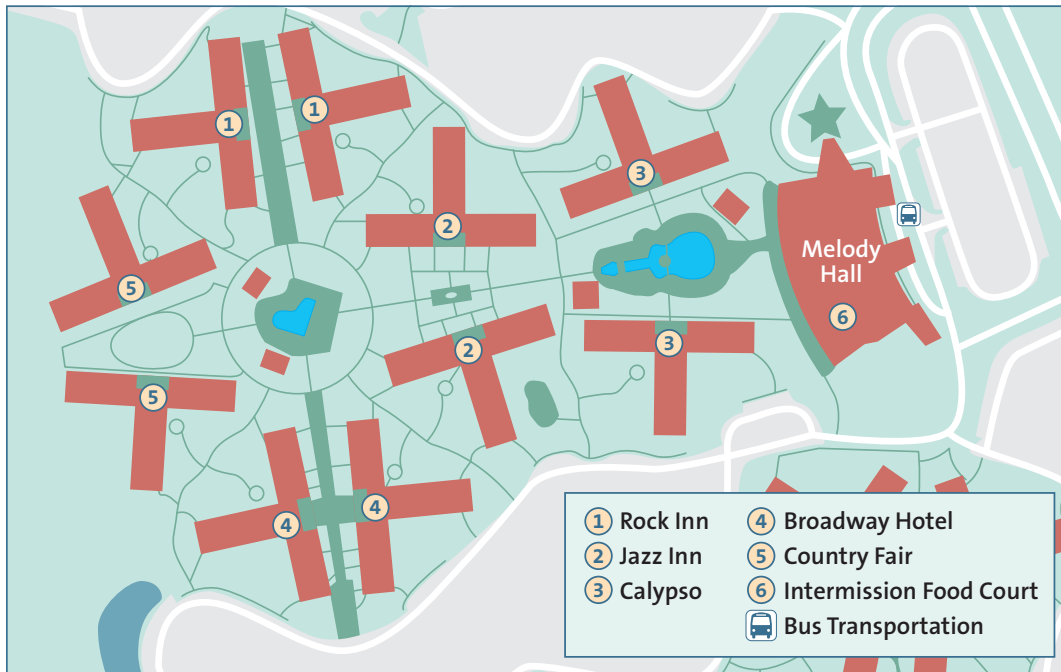 1
1
2
3
Melody
Hall
5
6
2
3
5
4
4
1 Rock Inn
2 Jazz Inn
3 Calypso
4 Broadway Hotel
5 Country Fair
6 Intermission Food Court
Bus Transportation